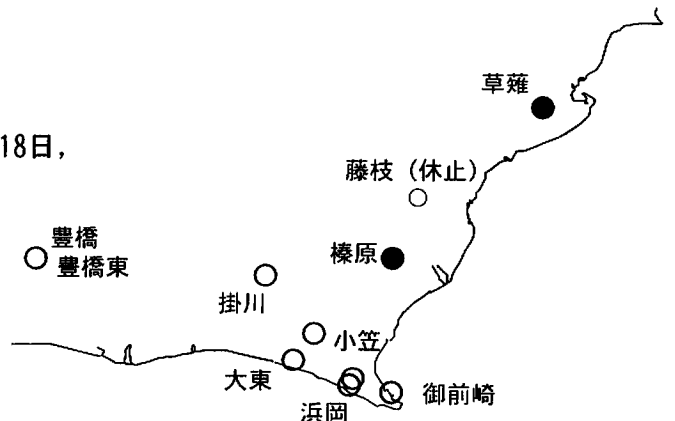 草薙
18日,
藤枝 (休止)
豊橋
豊橋東
榛原
掛川
小笠
大東
御前崎
浜岡